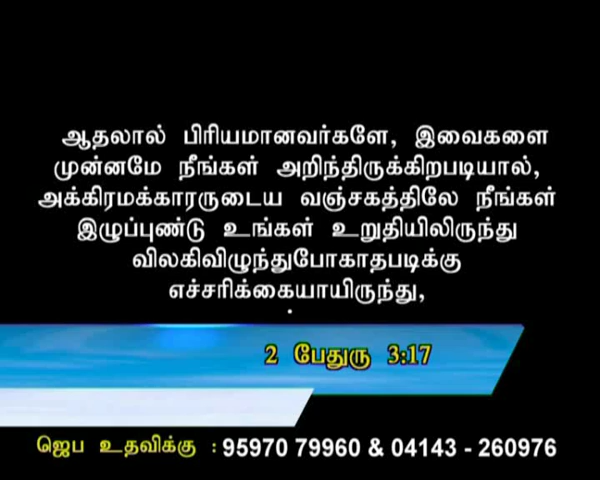 ஆதலால் பிரியமானவர்களே, இவைகளை
முன்னமே நீங்கள் அறிந்திருக்கிறபடியால்,
அக்கிரமக்காரருடைய வஞ்சகத்திலே நீங்கள்
இழுப்புண்டு உங்கள் உறுதியிலிருந்து
விலகிவிழுந்துபோகாதபடிக்கு
எச்சரிக்கையாயிருந்து,
2 பேதுரு 3:17
ஜெப உதவிக்கு : 95970 79960 & 04143 - 260976